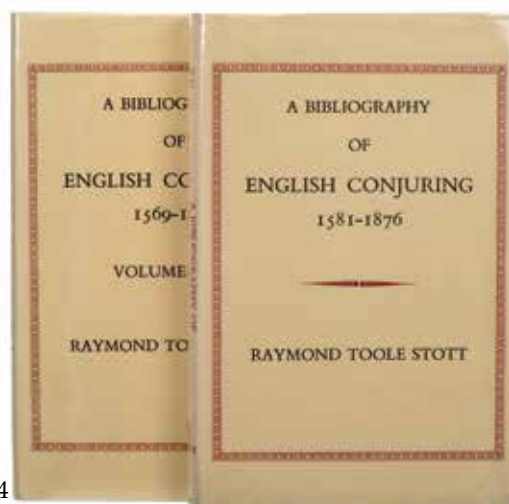 A BIBLIOG
OF
ENGLISH CO
1569-1
VOLUME
RAYMOND TO
A BIBLIOGRAPHY
OF
ENGLISH CONJURING
1581-1876
RAYMOND TOOLE STOTT
4